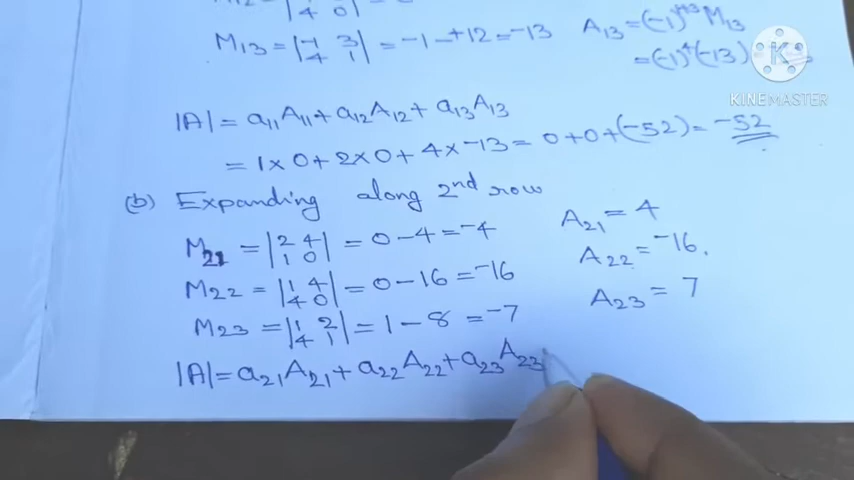 |4 0|
M13 = |-1 3| = -1 - +12 = -13
|-4 1|
A13 = (-1)^1+3 M13
= (-1)^4 (-13)
KINEMASTER
|A| = a11A11 + a12A12 + a13A13
= 1 x 0 + 2 x 0 + 4 x -13 = 0 + 0 + (-52) = -52
(b) Expanding along 2nd row
M21 = |2 4| = 0 - 4 = -4 A21 = 4
|1 0|
M22 = |1 4| = 0 - 16 = -16 A22 = -16.
|4 0|
M23 = |1 2| = 1 - 8 = -7 A23 = 7
|4 1|
|A| = a21A21 + a22A22 + a23A23